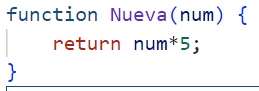 function Nueva(num) {
    return num*5;
}